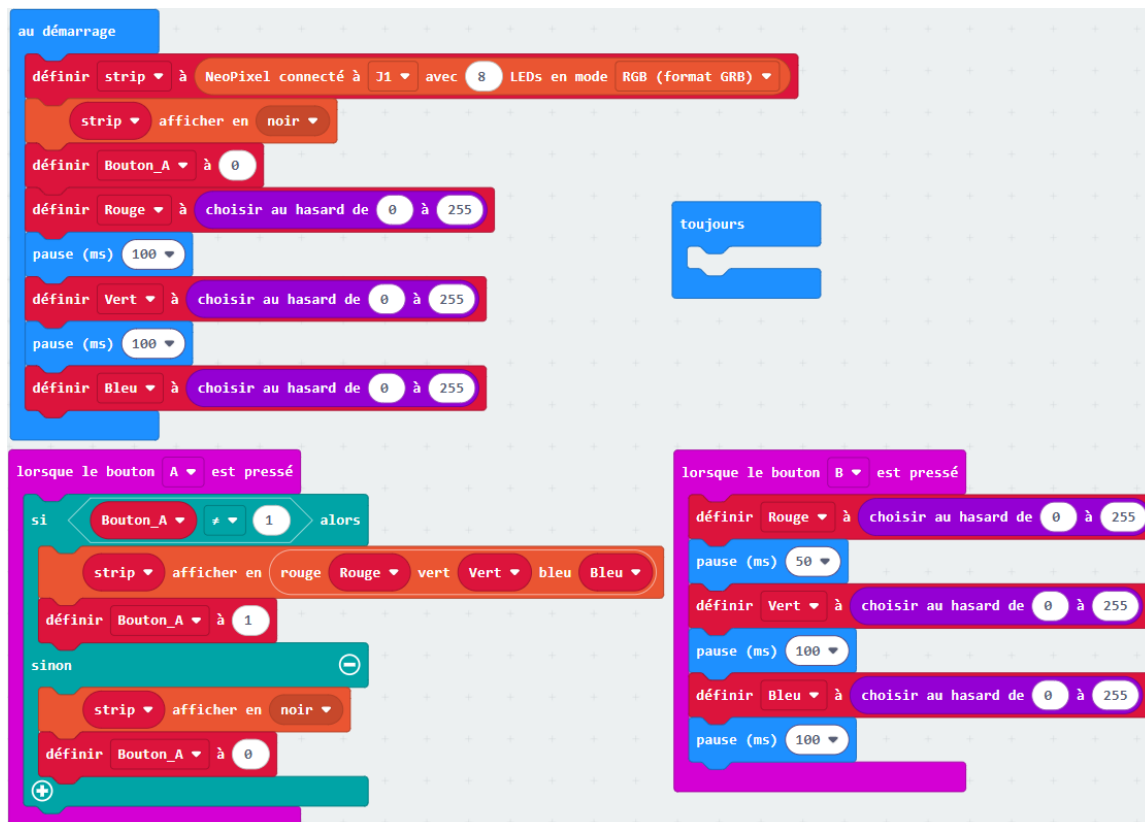 au démarrage
définir strip à NeoPixel connecté à J1 avec 8 LEDs en mode RGB (format GRB)
strip afficher en noir
définir Bouton_A à 0
définir Rouge à choisir au hasard de 0 à 255
pause (ms) 100
définir Vert à choisir au hasard de 0 à 255
pause (ms) 100
définir Bleu à choisir au hasard de 0 à 255
toujours
lorsque le bouton A est pressé
si Bouton_A ≠ 1 alors
strip afficher en rouge Rouge vert Vert bleu Bleu
définir Bouton_A à 1
sinon
strip afficher en noir
définir Bouton_A à 0
lorsque le bouton B est pressé
définir Rouge à choisir au hasard de 0 à 255
pause (ms) 50
définir Vert à choisir au hasard de 0 à 255
pause (ms) 100
définir Bleu à choisir au hasard de 0 à 255
pause (ms) 100